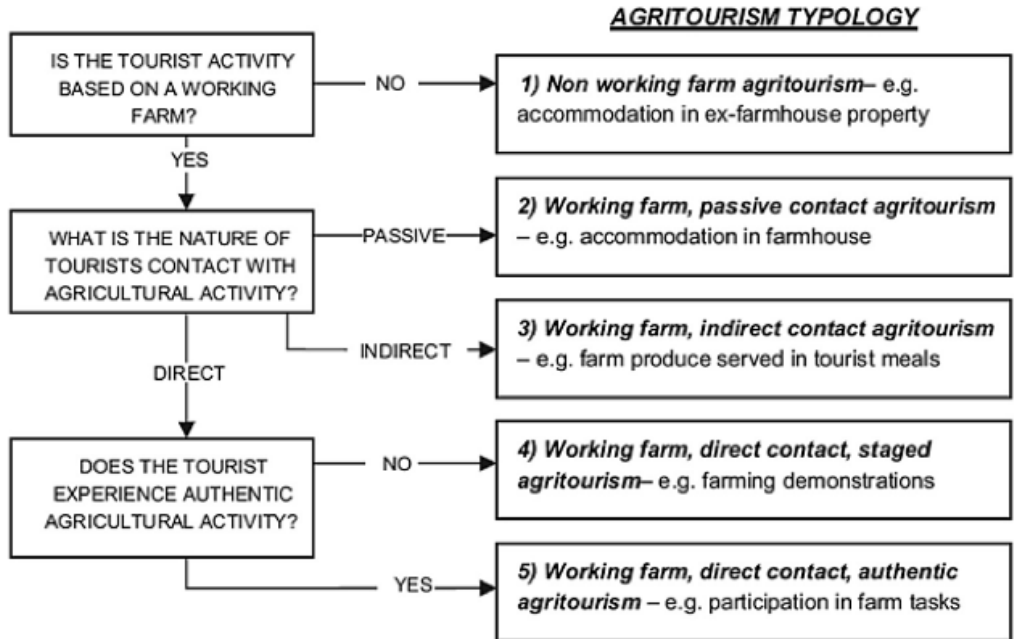 AGRITOURISM TYPOLOGY
IS THE TOURIST ACTIVITY
BASED ON A WORKING
FARM?
NO
1) Non working farm agritourism– e.g.
accommodation in ex-farmhouse property
YES
WHAT IS THE NATURE OF
TOURISTS CONTACT WITH
AGRICULTURAL ACTIVITY?
PASSIVE
2) Working farm, passive contact agritourism
– e.g. accommodation in farmhouse
INDIRECT
3) Working farm, indirect contact agritourism
– e.g. farm produce served in tourist meals
DIRECT
DOES THE TOURIST
EXPERIENCE AUTHENTIC
AGRICULTURAL ACTIVITY?
NO
4) Working farm, direct contact, staged
agritourism– e.g. farming demonstrations
YES
5) Working farm, direct contact, authentic
agritourism – e.g. participation in farm tasks